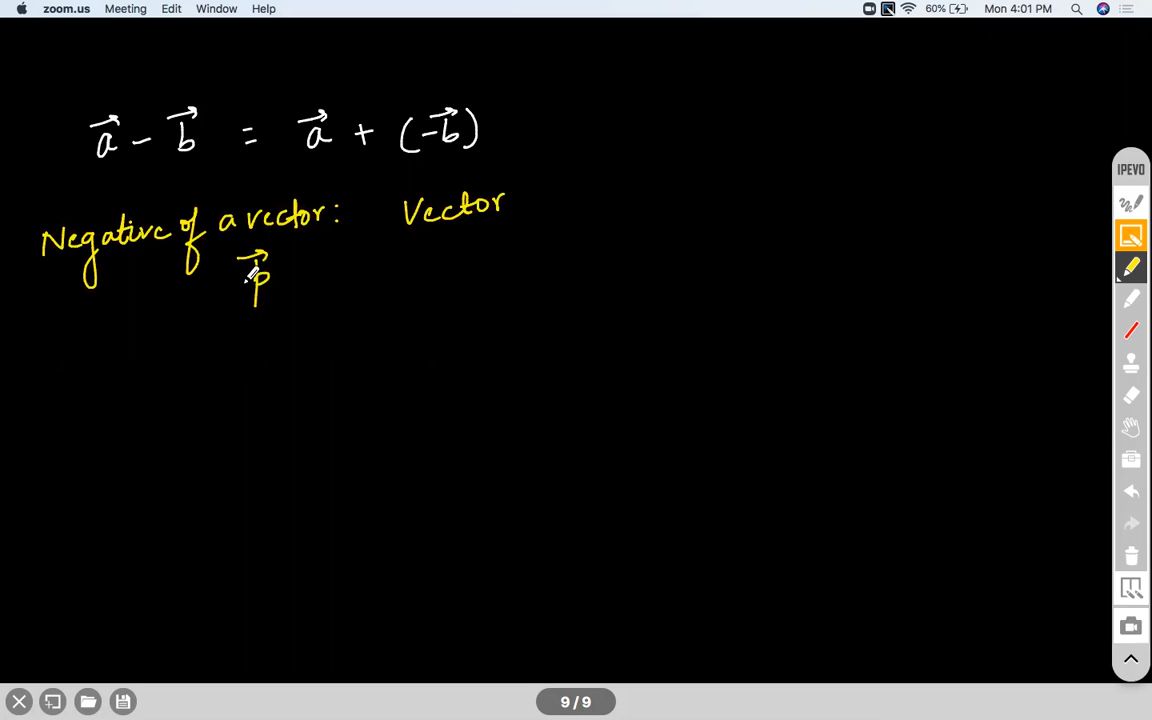 zoom.us Meeting Edit Window Help 60% Mon 4:01 PM
a⃗ - b⃗ = a⃗ + (-b⃗)
Negative of a vector: Vector
p⃗
IPEVO
9 / 9